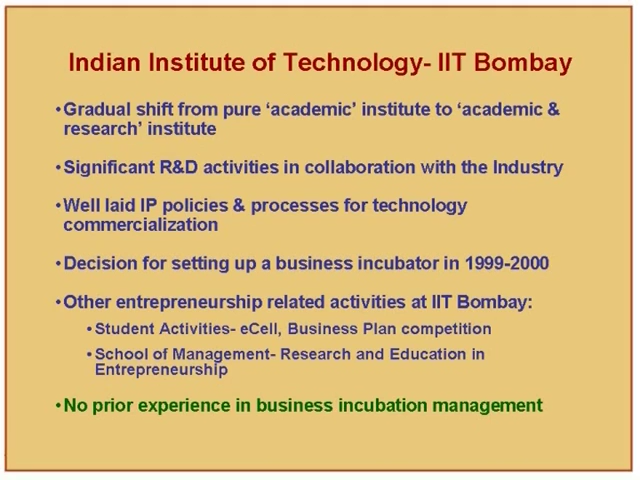 Indian Institute of Technology- IIT Bombay
•Gradual shift from pure ‘academic’ institute to ‘academic &
research’ institute
•Significant R&D activities in collaboration with the Industry
•Well laid IP policies & processes for technology
commercialization
•Decision for setting up a business incubator in 1999-2000
•Other entrepreneurship related activities at IIT Bombay:
•Student Activities- eCell, Business Plan competition
•School of Management- Research and Education in
Entrepreneurship
•No prior experience in business incubation management